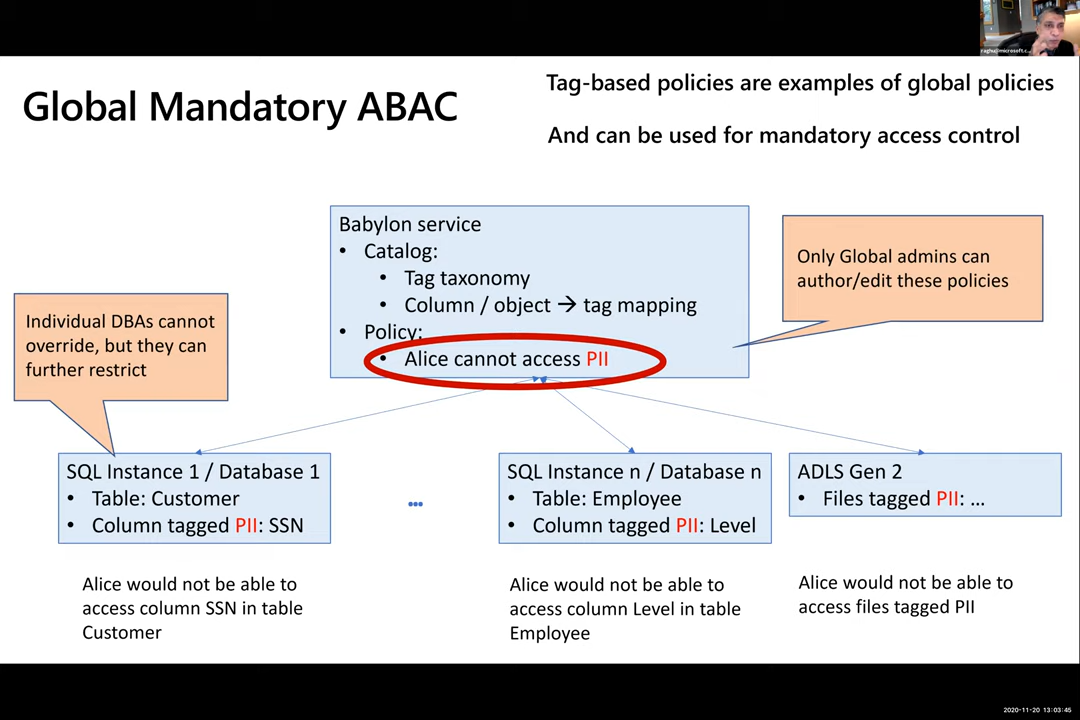 raghu@microsoft.c...
Global Mandatory ABAC
Tag-based policies are examples of global policies
And can be used for mandatory access control
Babylon service
• Catalog:
• Tag taxonomy
• Column / object → tag mapping
• Policy:
• Alice cannot access PII
Only Global admins can
author/edit these policies
Individual DBAs cannot
override, but they can
further restrict
SQL Instance 1 / Database 1
• Table: Customer
• Column tagged PII: SSN
...
SQL Instance n / Database n
• Table: Employee
• Column tagged PII: Level
ADLS Gen 2
• Files tagged PII: ...
Alice would not be able to
access column SSN in table
Customer
Alice would not be able to
access column Level in table
Employee
Alice would not be able to
access files tagged PII
2020-11-20 13:03:45